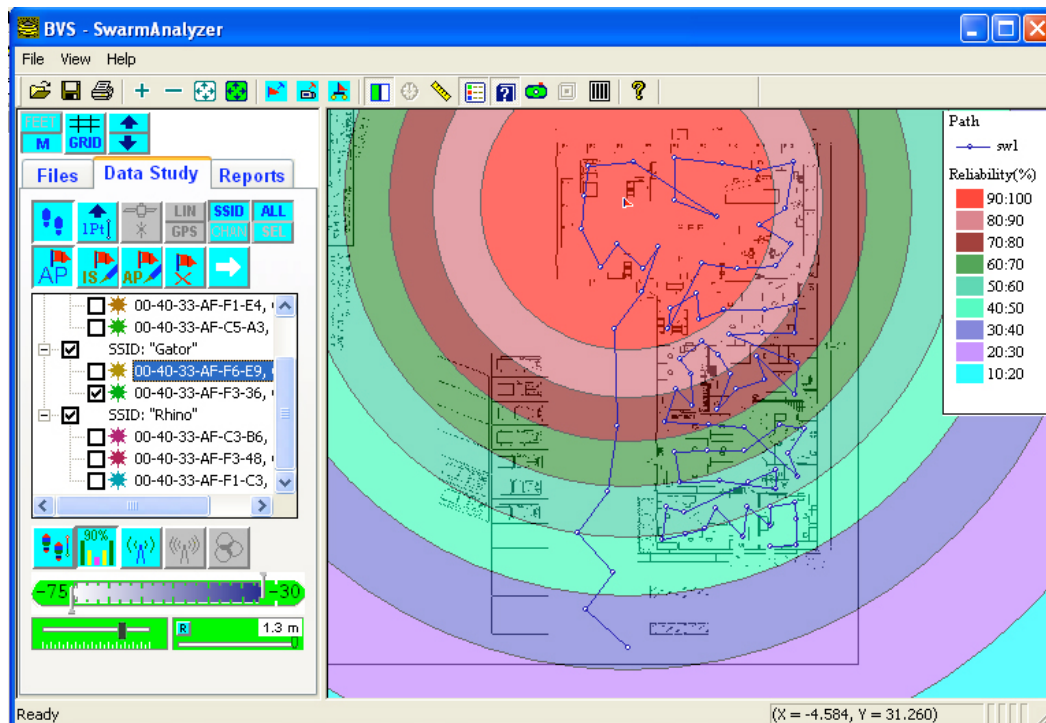 BVS - SwarmAnalyzer
File View Help
FEET
M GRID
Files Data Study Reports
1Pt LIN GPS SSID CHAN ALL SEL
AP IS AP
00-40-33-AF-F1-E4,
00-40-33-AF-C5-A3,
SSID: "Gator"
00-40-33-AF-F6-E9,
00-40-33-AF-F3-36,
SSID: "Rhino"
00-40-33-AF-C3-B6,
00-40-33-AF-F3-48,
00-40-33-AF-F1-C3,
90%
-75 -30
R 1.3 m
Path
sw1
Reliability(%)
90:100
80:90
70:80
60:70
50:60
40:50
30:40
20:30
10:20
Ready
(X = -4.584, Y = 31.260)